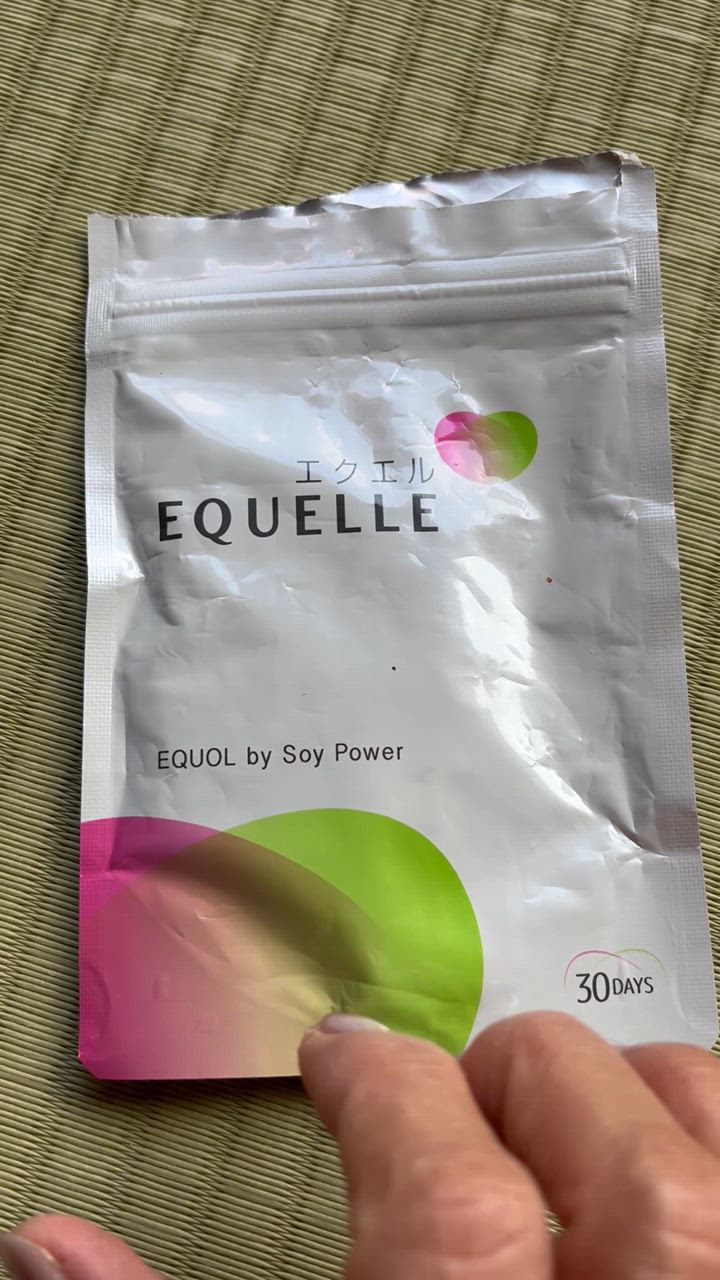 エクエル
EQUELLE
EQUOL by Soy Power
30DAYS